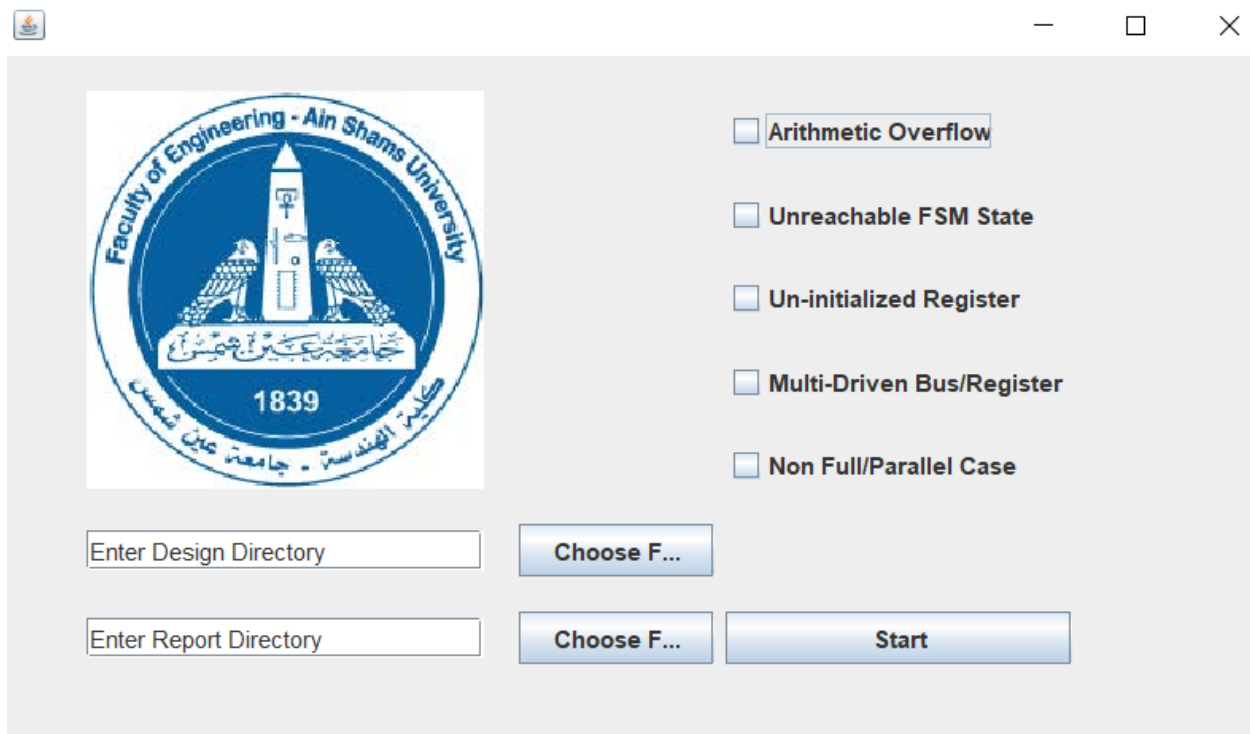 Faculty of Engineering - Ain Shams University
جامعة عين شمس
1839
كلية الهندسة - جامعة عين شمس
Arithmetic Overflow
Unreachable FSM State
Un-initialized Register
Multi-Driven Bus/Register
Non Full/Parallel Case
Enter Design Directory
Choose F...
Enter Report Directory
Choose F...
Start